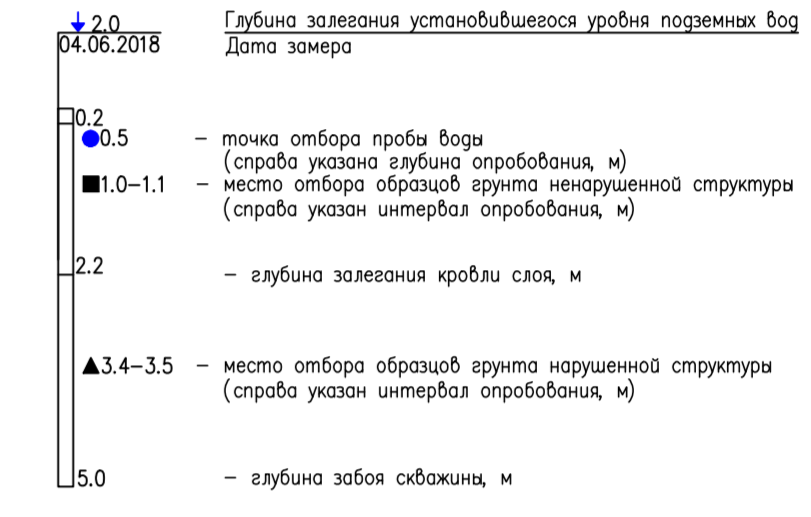 2.0 Глубина залегания установившегося уровня подземных вод
04.06.2018 Дата замера
0.2
0.5 – точка отбора пробы воды
(справа указана глубина опробования, м)
1.0–1.1 – место отбора образцов грунта ненарушенной структуры
(справа указан интервал опробования, м)
2.2 – глубина залегания кровли слоя, м
3.4–3.5 – место отбора образцов грунта нарушенной структуры
(справа указан интервал опробования, м)
5.0 – глубина забоя скважины, м